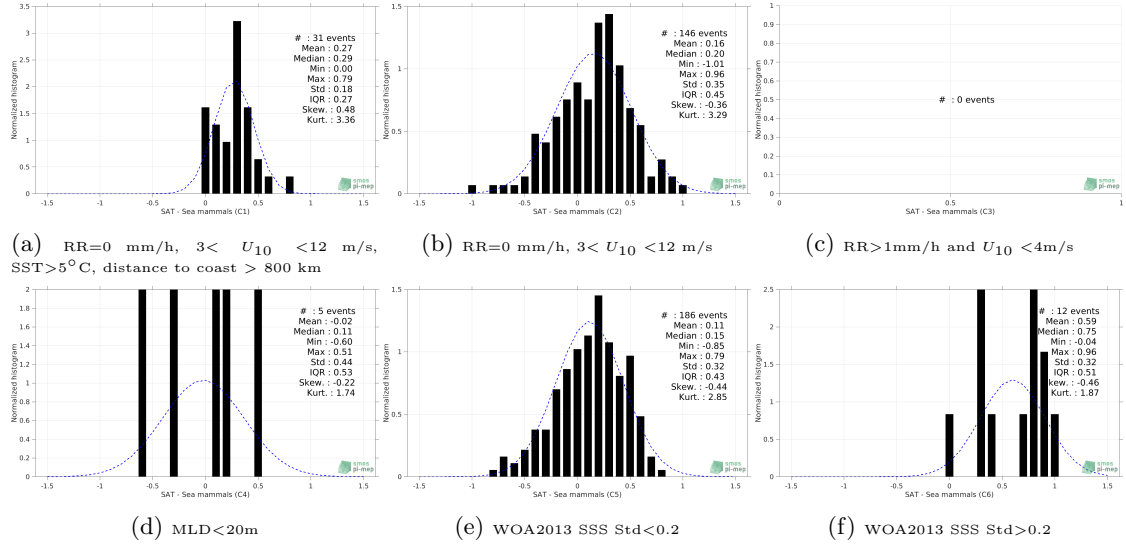 3.5
3
2.5
2
1.5
1
0.5
0
Normalized histogram
# : 31 events
Mean : 0.27
Median : 0.29
Min : 0.00
Max : 0.79
Std : 0.18
IQR : 0.27
Skew. : 0.48
Kurt. : 3.36
smos
pi-mep
-1.5 -1 -0.5 0 0.5 1 1.5
SAT - Sea mammals (C1)
(a) RR=0 mm/h, 3< U10 <12 m/s,
SST>5°C, distance to coast > 800 km
1.5
1
0.5
0
Normalized histogram
# : 146 events
Mean : 0.16
Median : 0.20
Min : -1.01
Max : 0.96
Std : 0.35
IQR : 0.45
Skew. : -0.36
Kurt. : 3.29
smos
pi-mep
-1.5 -1 -0.5 0 0.5 1 1.5
SAT - Sea mammals (C2)
(b) RR=0 mm/h, 3< U10 <12 m/s
1
0.9
0.8
0.7
0.6
0.5
0.4
0.3
0.2
0.1
0
Normalized histogram
# : 0 events
smos
pi-mep
0 0.5 1
SAT - Sea mammals (C3)
(c) RR>1mm/h and U10 <4m/s
2
1.8
1.6
1.4
1.2
1
0.8
0.6
0.4
0.2
0
Normalized histogram
# : 5 events
Mean : -0.02
Median : 0.11
Min : -0.60
Max : 0.51
Std : 0.44
IQR : 0.53
Skew. : -0.22
Kurt. : 1.74
smos
pi-mep
-1.5 -1 -0.5 0 0.5 1 1.5
SAT - Sea mammals (C4)
(d) MLD<20m
1.5
1
0.5
0
Normalized histogram
# : 186 events
Mean : 0.11
Median : 0.15
Min : -0.85
Max : 0.79
Std : 0.32
IQR : 0.43
Skew. : -0.44
Kurt. : 2.85
smos
pi-mep
-1.5 -1 -0.5 0 0.5 1 1.5
SAT - Sea mammals (C5)
(e) WOA2013 SSS Std<0.2
2.5
2
1.5
1
0.5
0
Normalized histogram
# : 12 events
Mean : 0.59
Median : 0.75
Min : -0.04
Max : 0.96
Std : 0.32
IQR : 0.51
kew. : -0.46
Kurt. : 1.87
smos
pi-mep
-1.5 -1 -0.5 0 0.5 1 1.5
SAT - Sea mammals (C6)
(f) WOA2013 SSS Std>0.2